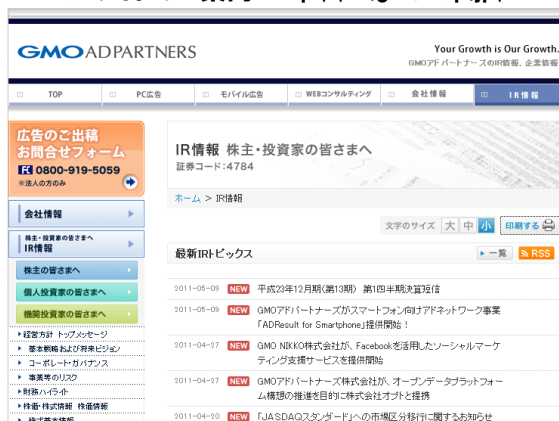 GMO ADPARTNERS
Your Growth is Our Growth.
GMOアドパートナーズのIR情報、企業情報
TOP
PC広告
モバイル広告
WEBコンサルティング
会社情報
IR情報
広告のご出稿
お問合せフォーム
0800-919-5059
※法人の方のみ
会社情報
株主・投資家の皆さまへ
IR情報
株主の皆さまへ
個人投資家の皆さまへ
機関投資家の皆さまへ
経営方針 トップメッセージ
基本戦略および将来ビジョン
コーポレート・ガバナンス
事業等のリスク
財務ハイライト
株価・株式情報 株価情報
IR情報 株主・投資家の皆さまへ
証券コード:4784
ホーム > IR情報
文字のサイズ 大 中 小 印刷する
最新IRトピックス
一覧 RSS
2011-05-09 NEW 平成23年12月期(第13期) 第1四半期決算短信
2011-05-09 NEW GMOアドパートナーズがスマートフォン向けアドネットワーク事業
「ADResult for Smartphone」提供開始!
2011-04-27 NEW GMO NIKKO株式会社が、Facebookを活用したソーシャルマーケ
ティング支援サービスを提供開始
2011-04-27 NEW GMOアドパートナーズ株式会社が、オープンデータプラットフォー
ム構想の推進を目的に株式会社オプトと提携
2011-04-20 NEW 「JASDAQスタンダード」への市場区分移行に関するお知らせ